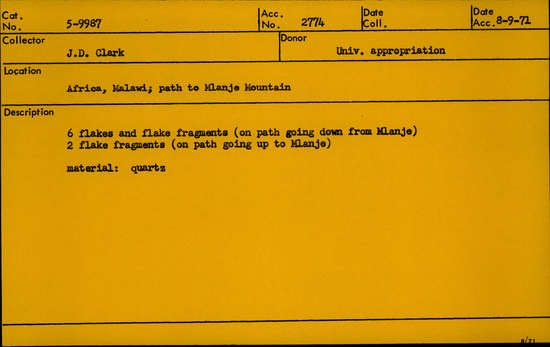 Cat. No. 5-9987 Acc. No. 2774 Date Coll. Date Acc. 8-9-71
Collector J.D. Clark Donor Univ. appropriation
Location
Africa, Malawi; path to Mlanje Mountain
Description
6 flakes and flake fragments (on path going down from Mlanje)
2 flake fragments (on path going up to Mlanje)
material: quartz
8/71